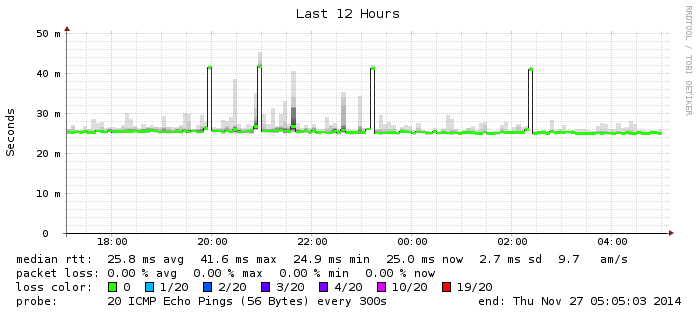 Last 12 Hours
RRDTOOL / TOBI OETIKER
Seconds
50 m
40 m
30 m
20 m
10 m
0
18:00 20:00 22:00 00:00 02:00 04:00
median rtt: 25.8 ms avg 41.6 ms max 24.9 ms min 25.0 ms now 2.7 ms sd 9.7 am/s
packet loss: 0.00 % avg 0.00 % max 0.00 % min 0.00 % now
loss color: 0 1/20 2/20 3/20 4/20 10/20 19/20
probe: 20 ICMP Echo Pings (56 Bytes) every 300s end: Thu Nov 27 05:05:03 2014